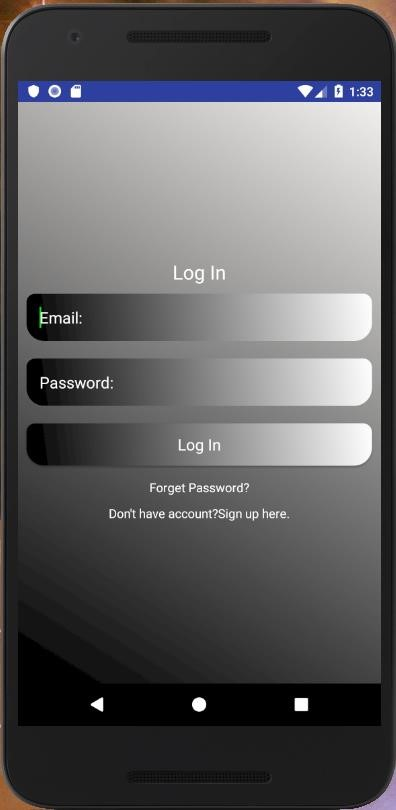 1:33
Log In
Email:
Password:
Log In
Forget Password?
Don't have account?Sign up here.